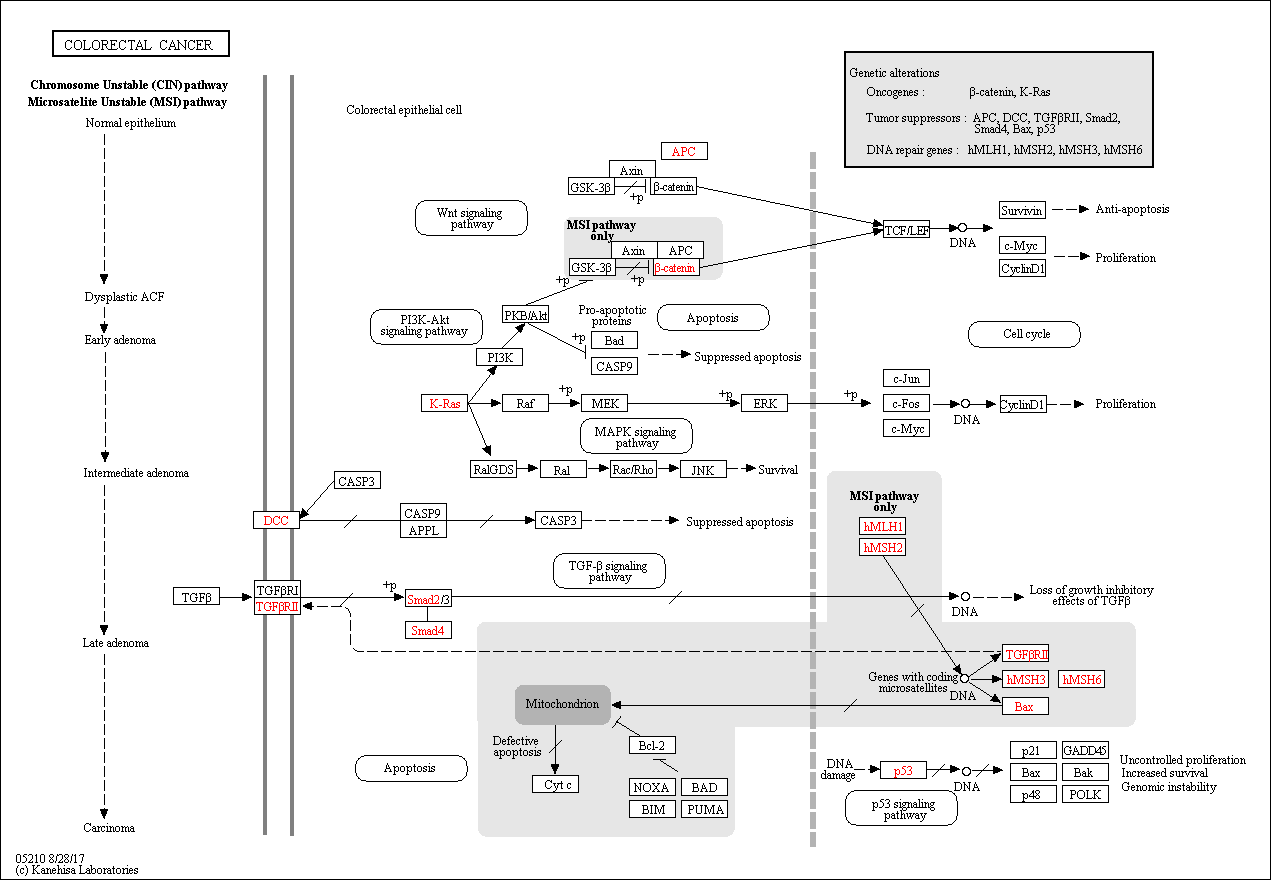 COLORECTAL CANCER
Chromosome Unstable (CIN) pathway
Microsatelite Unstable (MSI) pathway
Normal epithelium
Dysplastic ACF
Early adenoma
Intermediate adenoma
Late adenoma
Carcinoma
Colorectal epithelial cell
Genetic alterations
Oncogenes : β-catenin, K-Ras
Tumor suppressors : APC, DCC, TGFβRII, Smad2,
Smad4, Bax, p53
DNA repair genes : hMLH1, hMSH2, hMSH3, hMSH6
APC
Axin
GSK-3β
β-catenin
+p
Wnt signaling
pathway
MSI pathway
only
Axin
APC
GSK-3β
β-catenin
+p
+p
TCF/LEF
DNA
Survivin
Anti-apoptosis
c-Myc
CyclinD1
Proliferation
PI3K-Akt
signaling pathway
PKB/Akt
PI3K
Pro-apoptotic
proteins
+p
Bad
CASP9
Apoptosis
Suppressed apoptosis
Cell cycle
K-Ras
Raf
+p
MEK
+p
ERK
+p
c-Jun
c-Fos
c-Myc
DNA
CyclinD1
Proliferation
MAPK signaling
pathway
RalGDS
Ral
Rac/Rho
JNK
Survival
CASP3
DCC
CASP9
APPL
CASP3
Suppressed apoptosis
MSI pathway
only
hMLH1
hMSH2
TGF-β signaling
pathway
TGFβ
TGFβRI
TGFβRII
+p
Smad2/3
Smad4
DNA
Loss of growth inhibitory
effects of TGFβ
Genes with coding
microsatellites
DNA
TGFβRII
hMSH3
hMSH6
Bax
Mitochondrion
Defective
apoptosis
Bcl-2
Cyt c
NOXA
BAD
BIM
PUMA
Apoptosis
DNA
damage
p53
DNA
p21
GADD45
Bax
Bak
p48
POLK
Uncontrolled proliferation
Increased survival
Genomic instability
p53 signaling
pathway
05210 8/28/17
(c) Kanehisa Laboratories